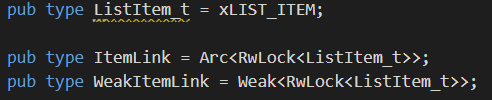 pub type ListItem_t = xLIST_ITEM;
pub type ItemLink = Arc<RwLock<ListItem_t>>;
pub type WeakItemLink = Weak<RwLock<ListItem_t>>;